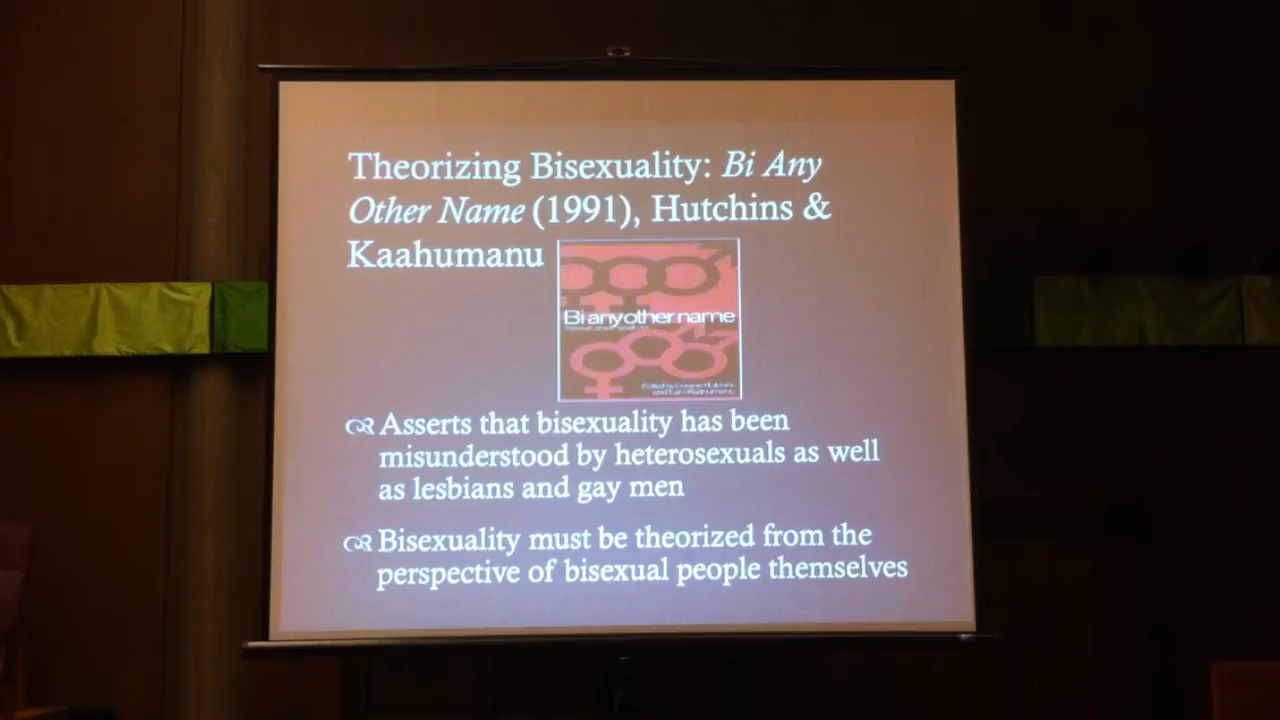 Theorizing Bisexuality: Bi Any
Other Name (1991), Hutchins &
Kaahumanu
Bi any other name
Asserts that bisexuality has been
misunderstood by heterosexuals as well
as lesbians and gay men
Bisexuality must be theorized from the
perspective of bisexual people themselves